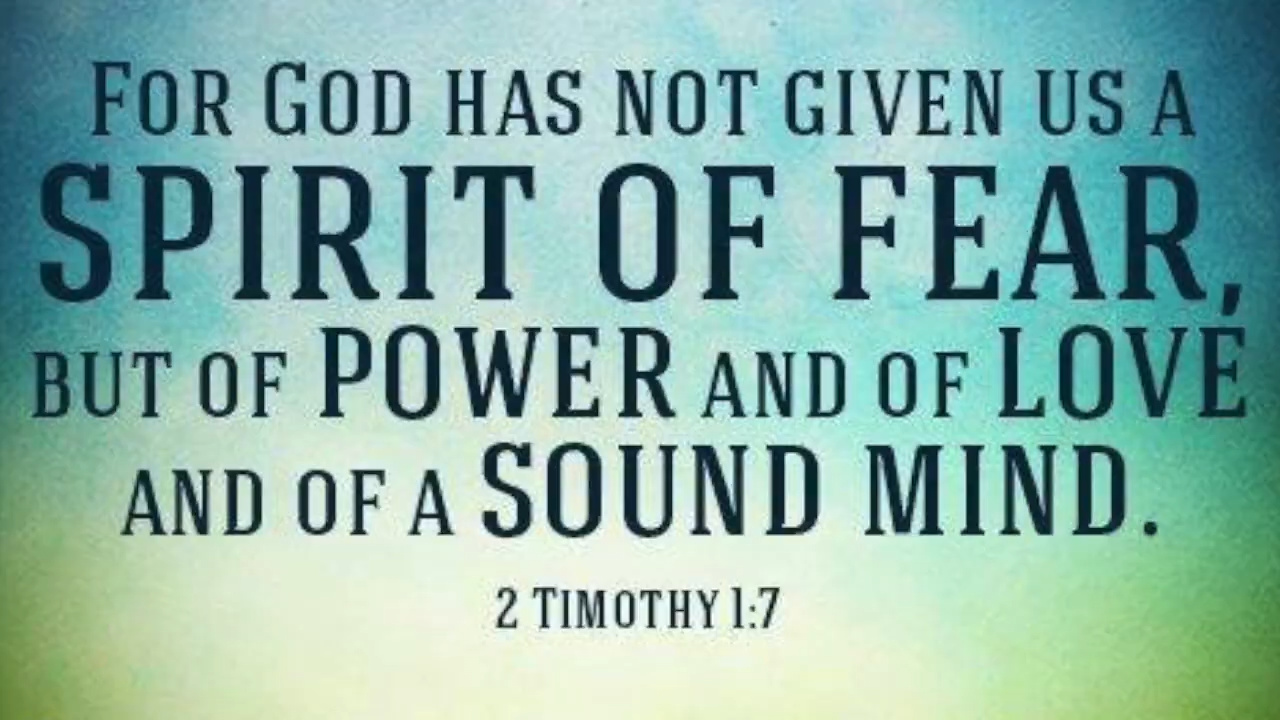 FOR GOD HAS NOT GIVEN US A
SPIRIT OF FEAR,
BUT OF POWER AND OF LOVE
AND OF A SOUND MIND.
2 TIMOTHY 1:7